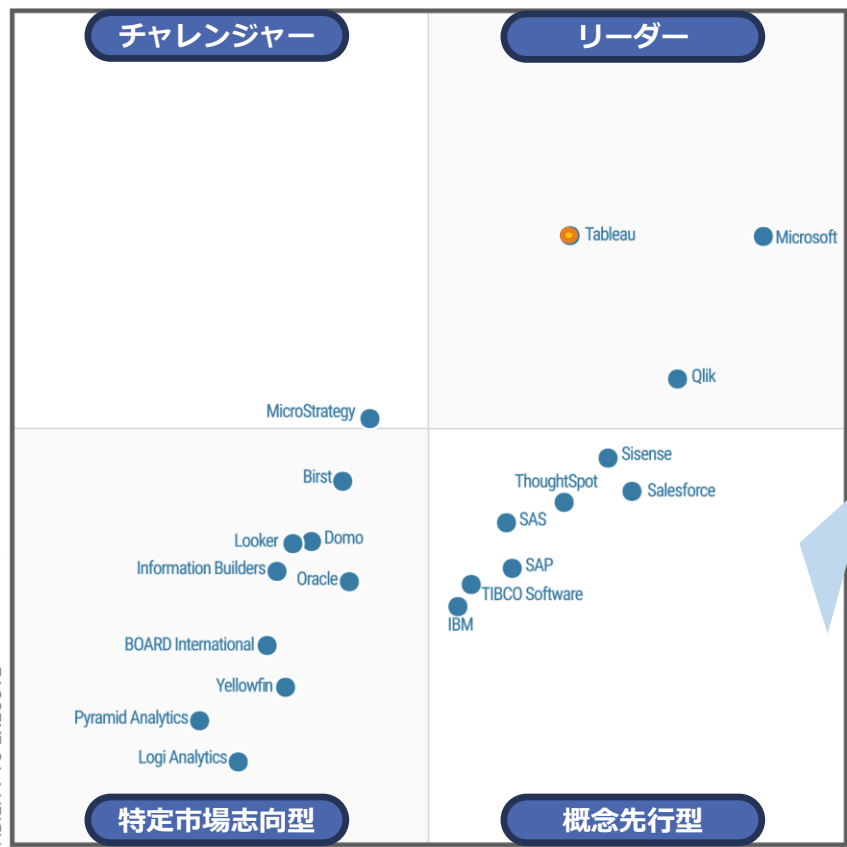 チャレンジャー
リーダー
Tableau
Microsoft
Qlik
MicroStrategy
Birst
Sisense
ThoughtSpot
Salesforce
SAS
Looker
Domo
Information Builders
Oracle
SAP
TIBCO Software
IBM
BOARD International
Yellowfin
Pyramid Analytics
Logi Analytics
特定市場志向型
概念先行型